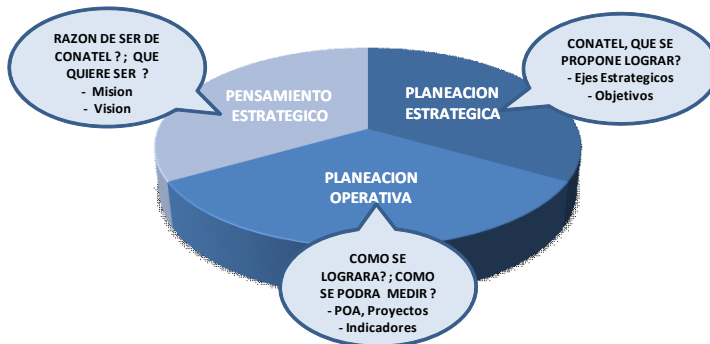 RAZON DE SER DE
CONATEL ? ; QUE
QUIERE SER ?
- Mision
- Vision
CONATEL, QUE SE
PROPONE LOGRAR?
- Ejes Estrategicos
- Objetivos
PENSAMIENTO
ESTRATEGICO
PLANEACION
ESTRATEGICA
PLANEACION
OPERATIVA
COMO SE
LOGRARA? ; COMO
SE PODRA MEDIR ?
- POA, Proyectos
- Indicadores